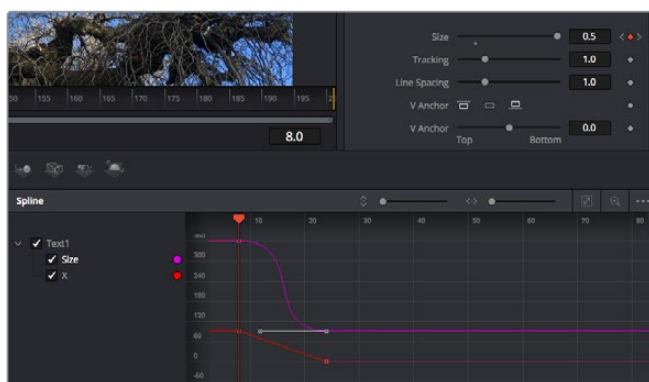 Size 0.5
Tracking 1.0
Line Spacing 1.0
V Anchor
V Anchor 0.0
Top Bottom
50 155 160 165 170 175 180 185 190 195
8.0
Spline
10 20 30 40 50 60 70 80
Text1
Size
X
300
240
180
120
60
0
-60